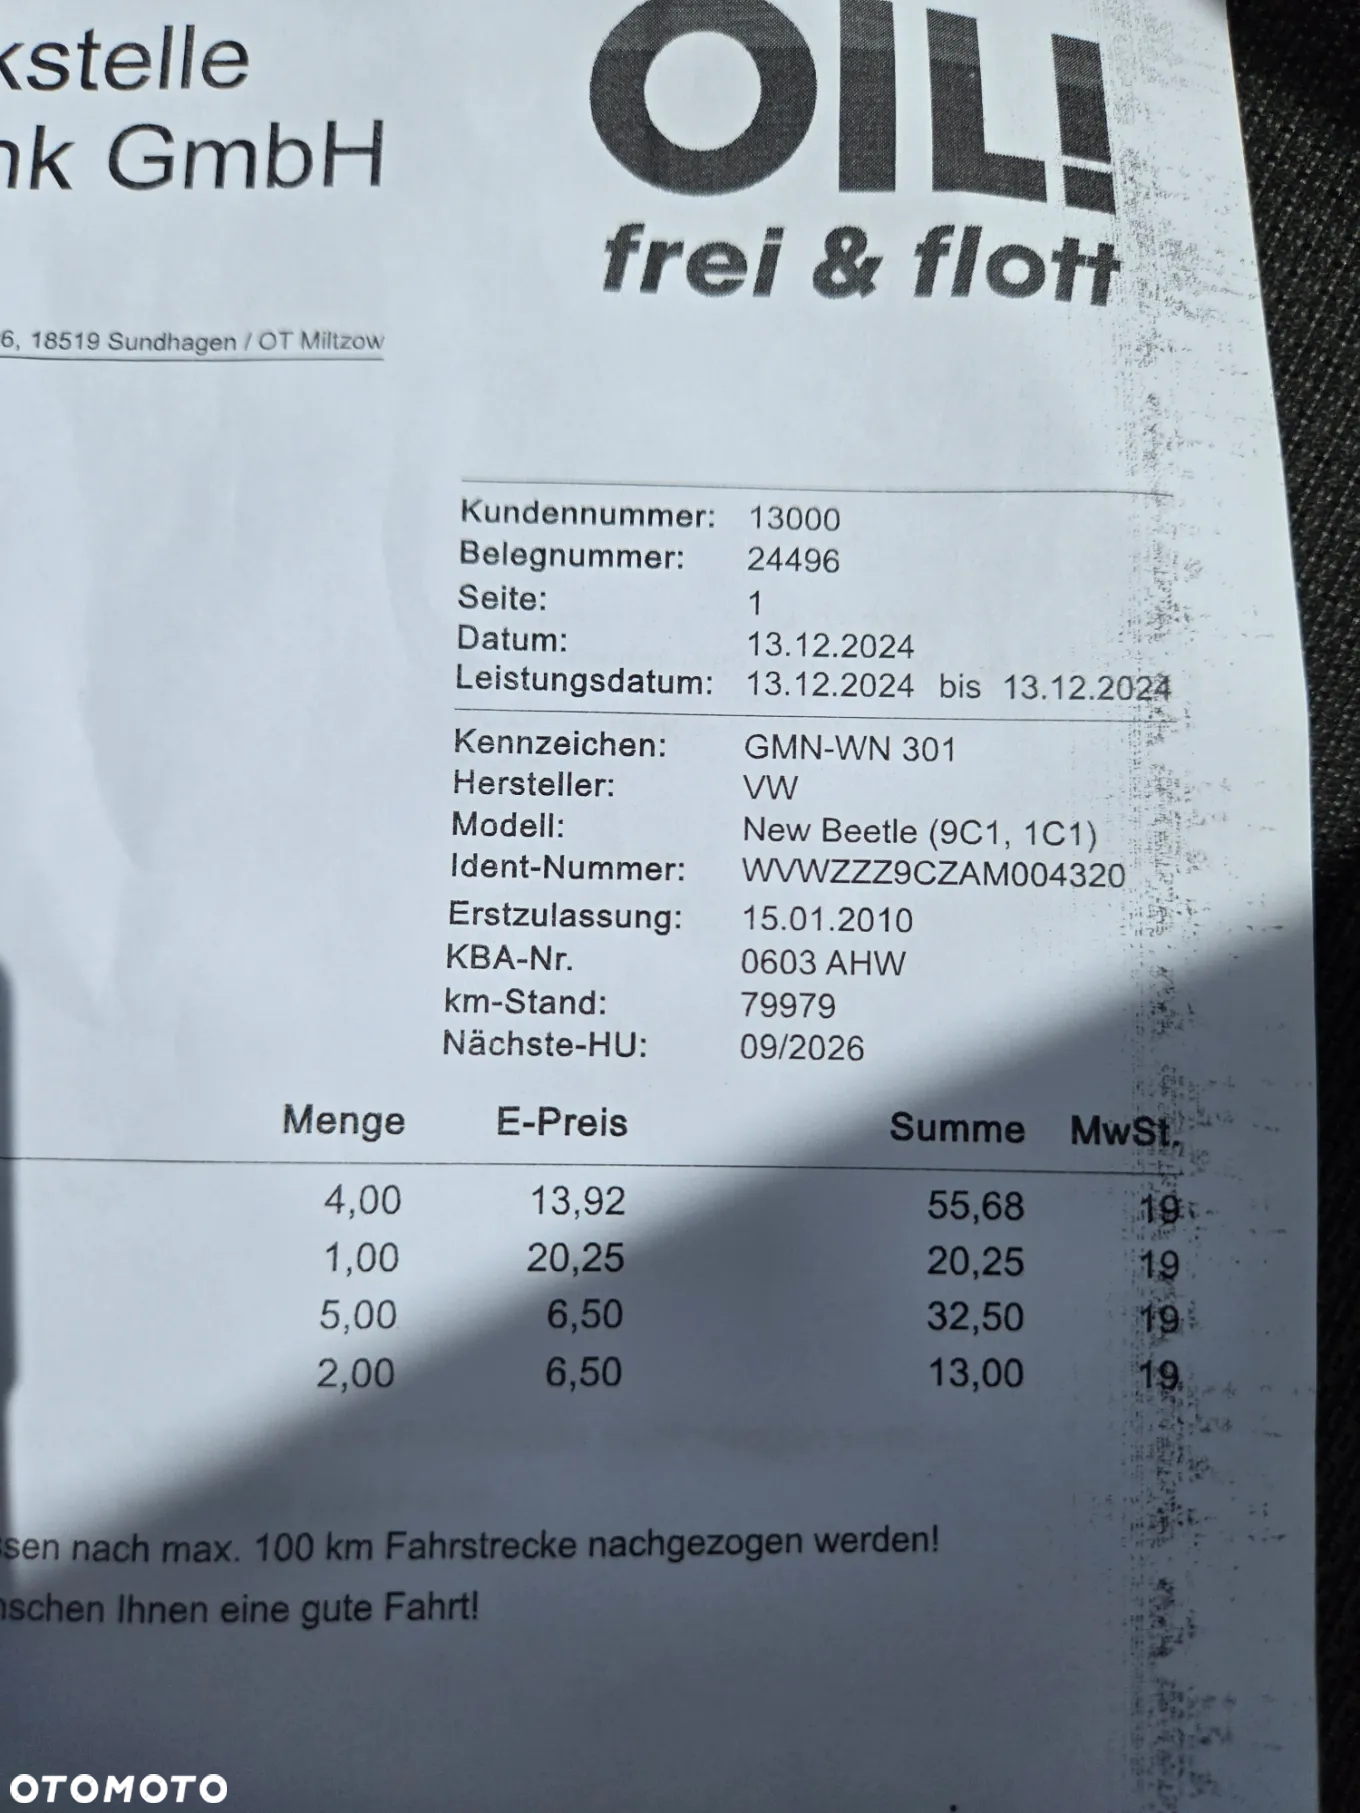 kstelle
nk GmbH
OIL!
frei & flott
6, 18519 Sundhagen / OT Miltzow
Kundennummer: 13000
Belegnummer: 24496
Seite: 1
Datum: 13.12.2024
Leistungsdatum: 13.12.2024 bis 13.12.2024
Kennzeichen: GMN-WN 301
Hersteller: VW
Modell: New Beetle (9C1, 1C1)
Ident-Nummer: WVWZZZ9CZAM004320
Erstzulassung: 15.01.2010
KBA-Nr. 0603 AHW
km-Stand: 79979
Nächste-HU: 09/2026
Menge E-Preis Summe MwSt.
4,00 13,92 55,68 19
1,00 20,25 20,25 19
5,00 6,50 32,50 19
2,00 6,50 13,00 19
ssen nach max. 100 km Fahrstrecke nachgezogen werden!
nschen Ihnen eine gute Fahrt!
OTOMOTO